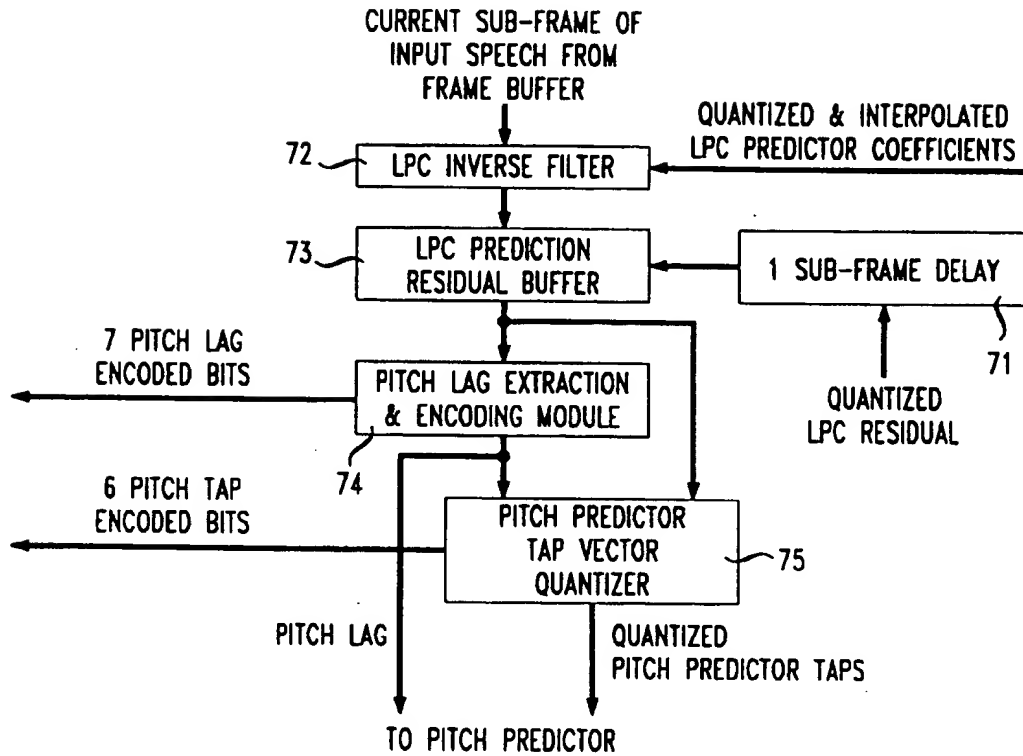 CURRENT SUB-FRAME OF
INPUT SPEECH FROM
FRAME BUFFER
QUANTIZED & INTERPOLATED
LPC PREDICTOR COEFFICIENTS
72
LPC INVERSE FILTER
73
LPC PREDICTION
RESIDUAL BUFFER
1 SUB-FRAME DELAY
71
7 PITCH LAG
ENCODED BITS
PITCH LAG EXTRACTION
& ENCODING MODULE
74
QUANTIZED
LPC RESIDUAL
6 PITCH TAP
ENCODED BITS
PITCH PREDICTOR
TAP VECTOR
QUANTIZER
75
PITCH LAG
QUANTIZED
PITCH PREDICTOR TAPS
TO PITCH PREDICTOR